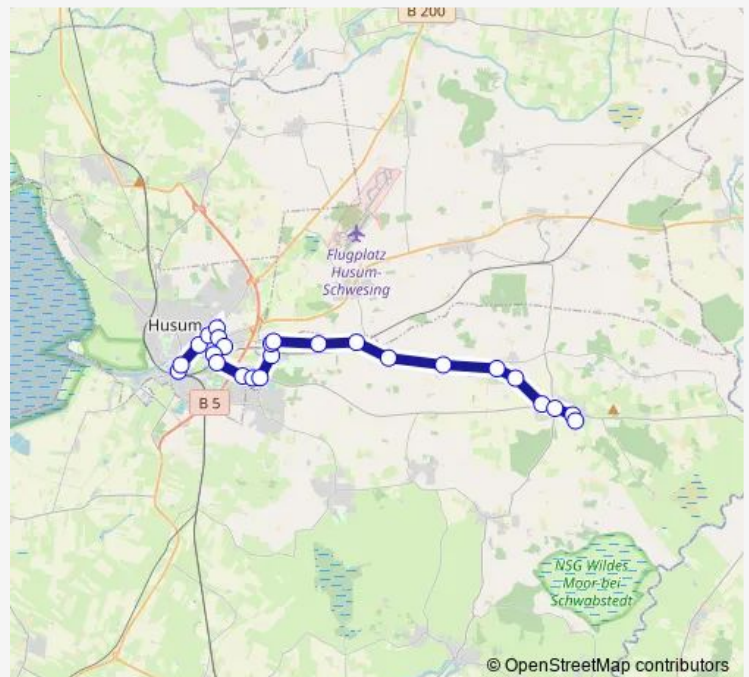 B 200
Flugplatz
Husum-
Schwesing
Husum
B 5
NSG Wildes
Moor bei
Schwabstedt
© OpenStreetMap contributors